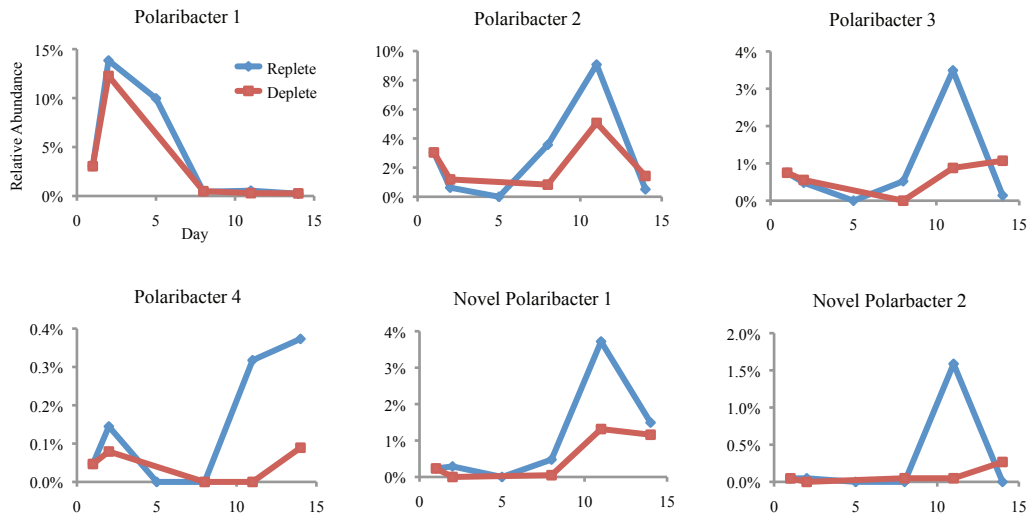 Polaribacter 1
Polaribacter 2
Polaribacter 3
15%
10%
5%
0%
Relative Abundance
Replete
Deplete
0 5 10 15
Day
10%
8%
6%
4%
2%
0%
0 5 10 15
4%
3%
2%
1%
0%
0 5 10 15
Polaribacter 4
Novel Polaribacter 1
Novel Polarbacter 2
0.4%
0.3%
0.2%
0.1%
0.0%
0 5 10 15
4%
3%
2%
1%
0%
0 5 10 15
2.0%
1.5%
1.0%
0.5%
0.0%
0 5 10 15